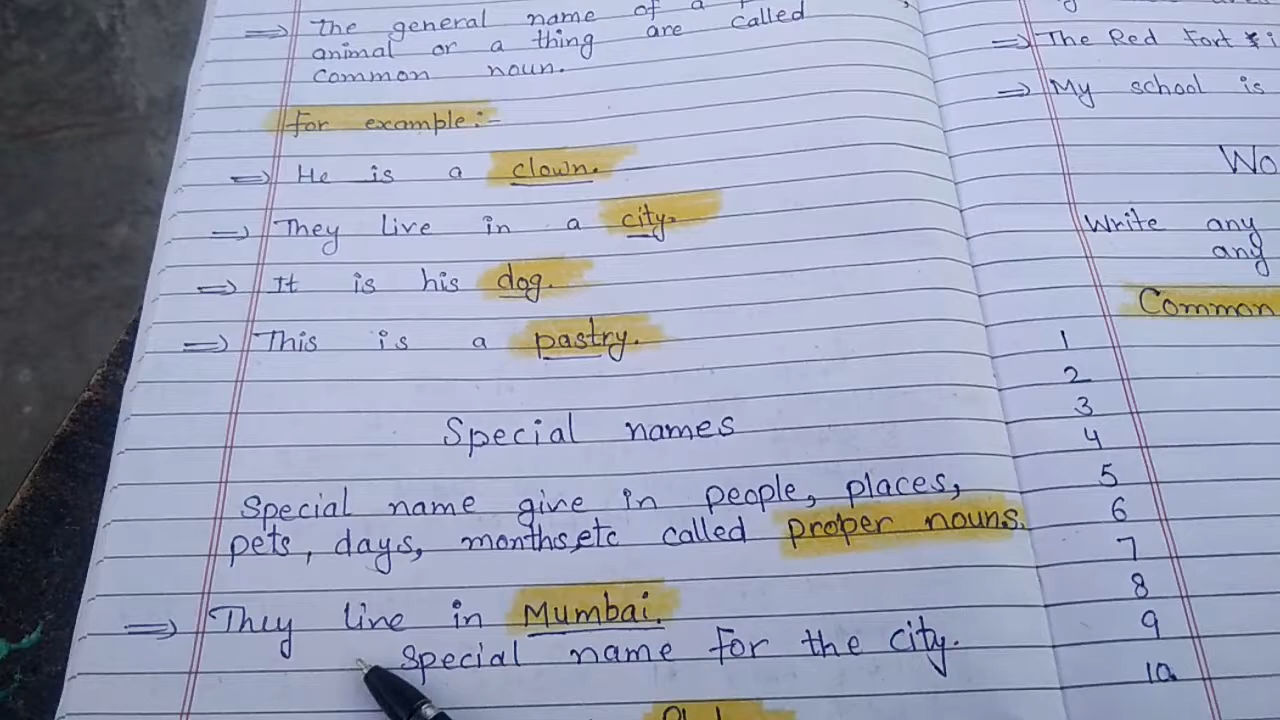 ⇒ The general name of a
animal or a thing are called
common noun.
for example:-
⇒ He is a clown.
⇒ They live in a city.
⇒ It is his dog.
⇒ This is a pastry.
Special names
Special name give in people, places,
pets, days, months,etc called proper nouns.
⇒ They line in Mumbai.
Special name for the city.
⇒ The Red Fort
⇒ My school is
Write any
any
Common
1
2
3
4
5
6
7
8
9
10